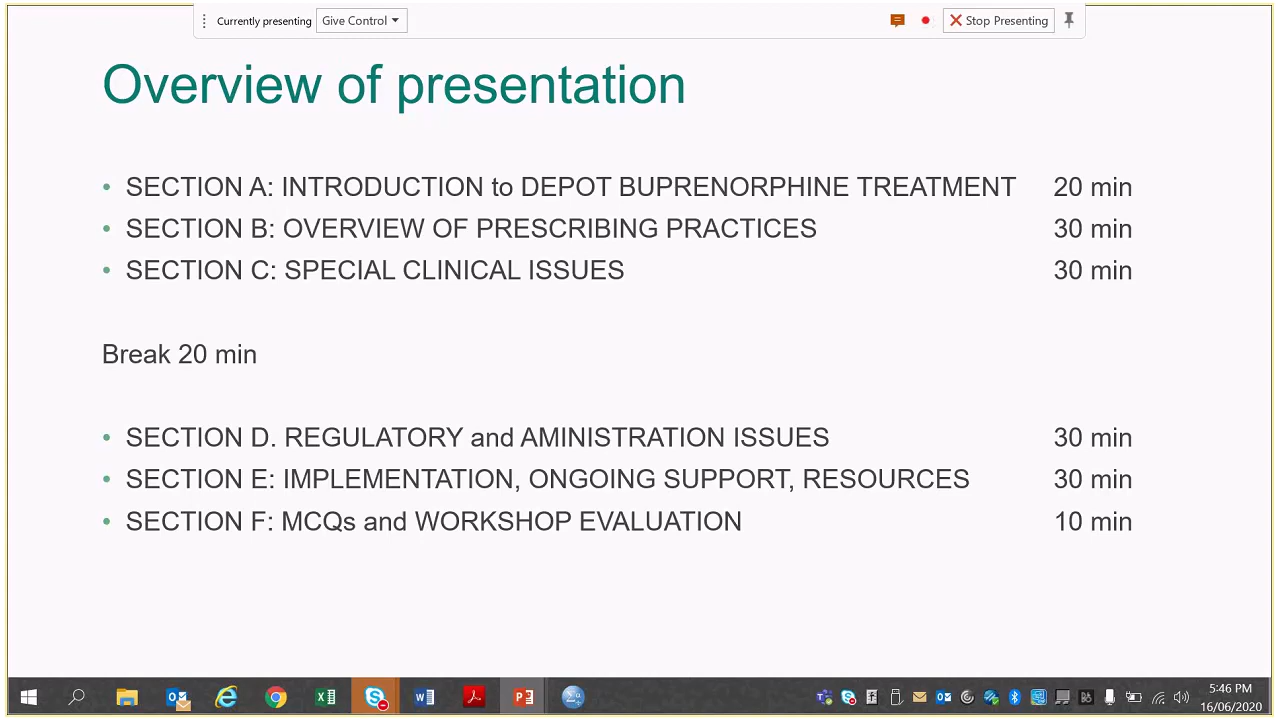 Currently presenting Give Control Stop Presenting
Overview of presentation
• SECTION A: INTRODUCTION to DEPOT BUPRENORPHINE TREATMENT 20 min
• SECTION B: OVERVIEW OF PRESCRIBING PRACTICES 30 min
• SECTION C: SPECIAL CLINICAL ISSUES 30 min
Break 20 min
• SECTION D. REGULATORY and AMINISTRATION ISSUES 30 min
• SECTION E: IMPLEMENTATION, ONGOING SUPPORT, RESOURCES 30 min
• SECTION F: MCQs and WORKSHOP EVALUATION 10 min
5:46 PM
16/06/2020